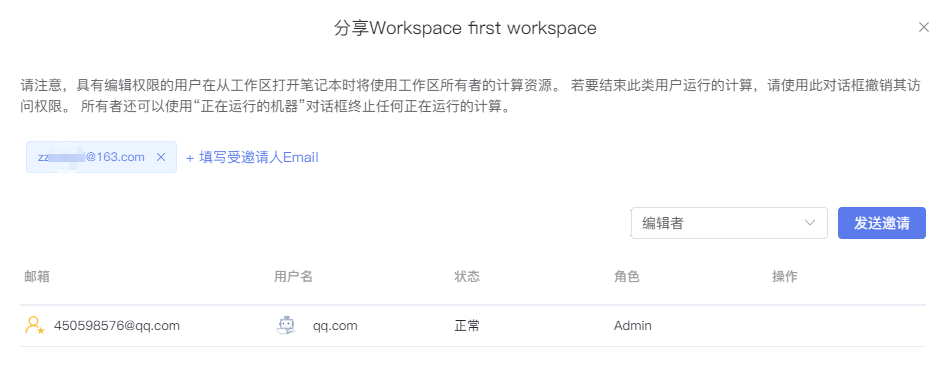 分享Workspace first workspace
请注意，具有编辑权限的用户在从工作区打开笔记本时将使用工作区所有者的计算资源。 若要结束此类用户运行的计算，请使用此对话框撤销其访
问权限。 所有者还可以使用“正在运行的机器”对话框终止任何正在运行的计算。
@163.com + 填写受邀请人Email
编辑者 发送邀请
邮箱 用户名 状态 角色 操作
450598576@qq.com qq.com 正常 Admin